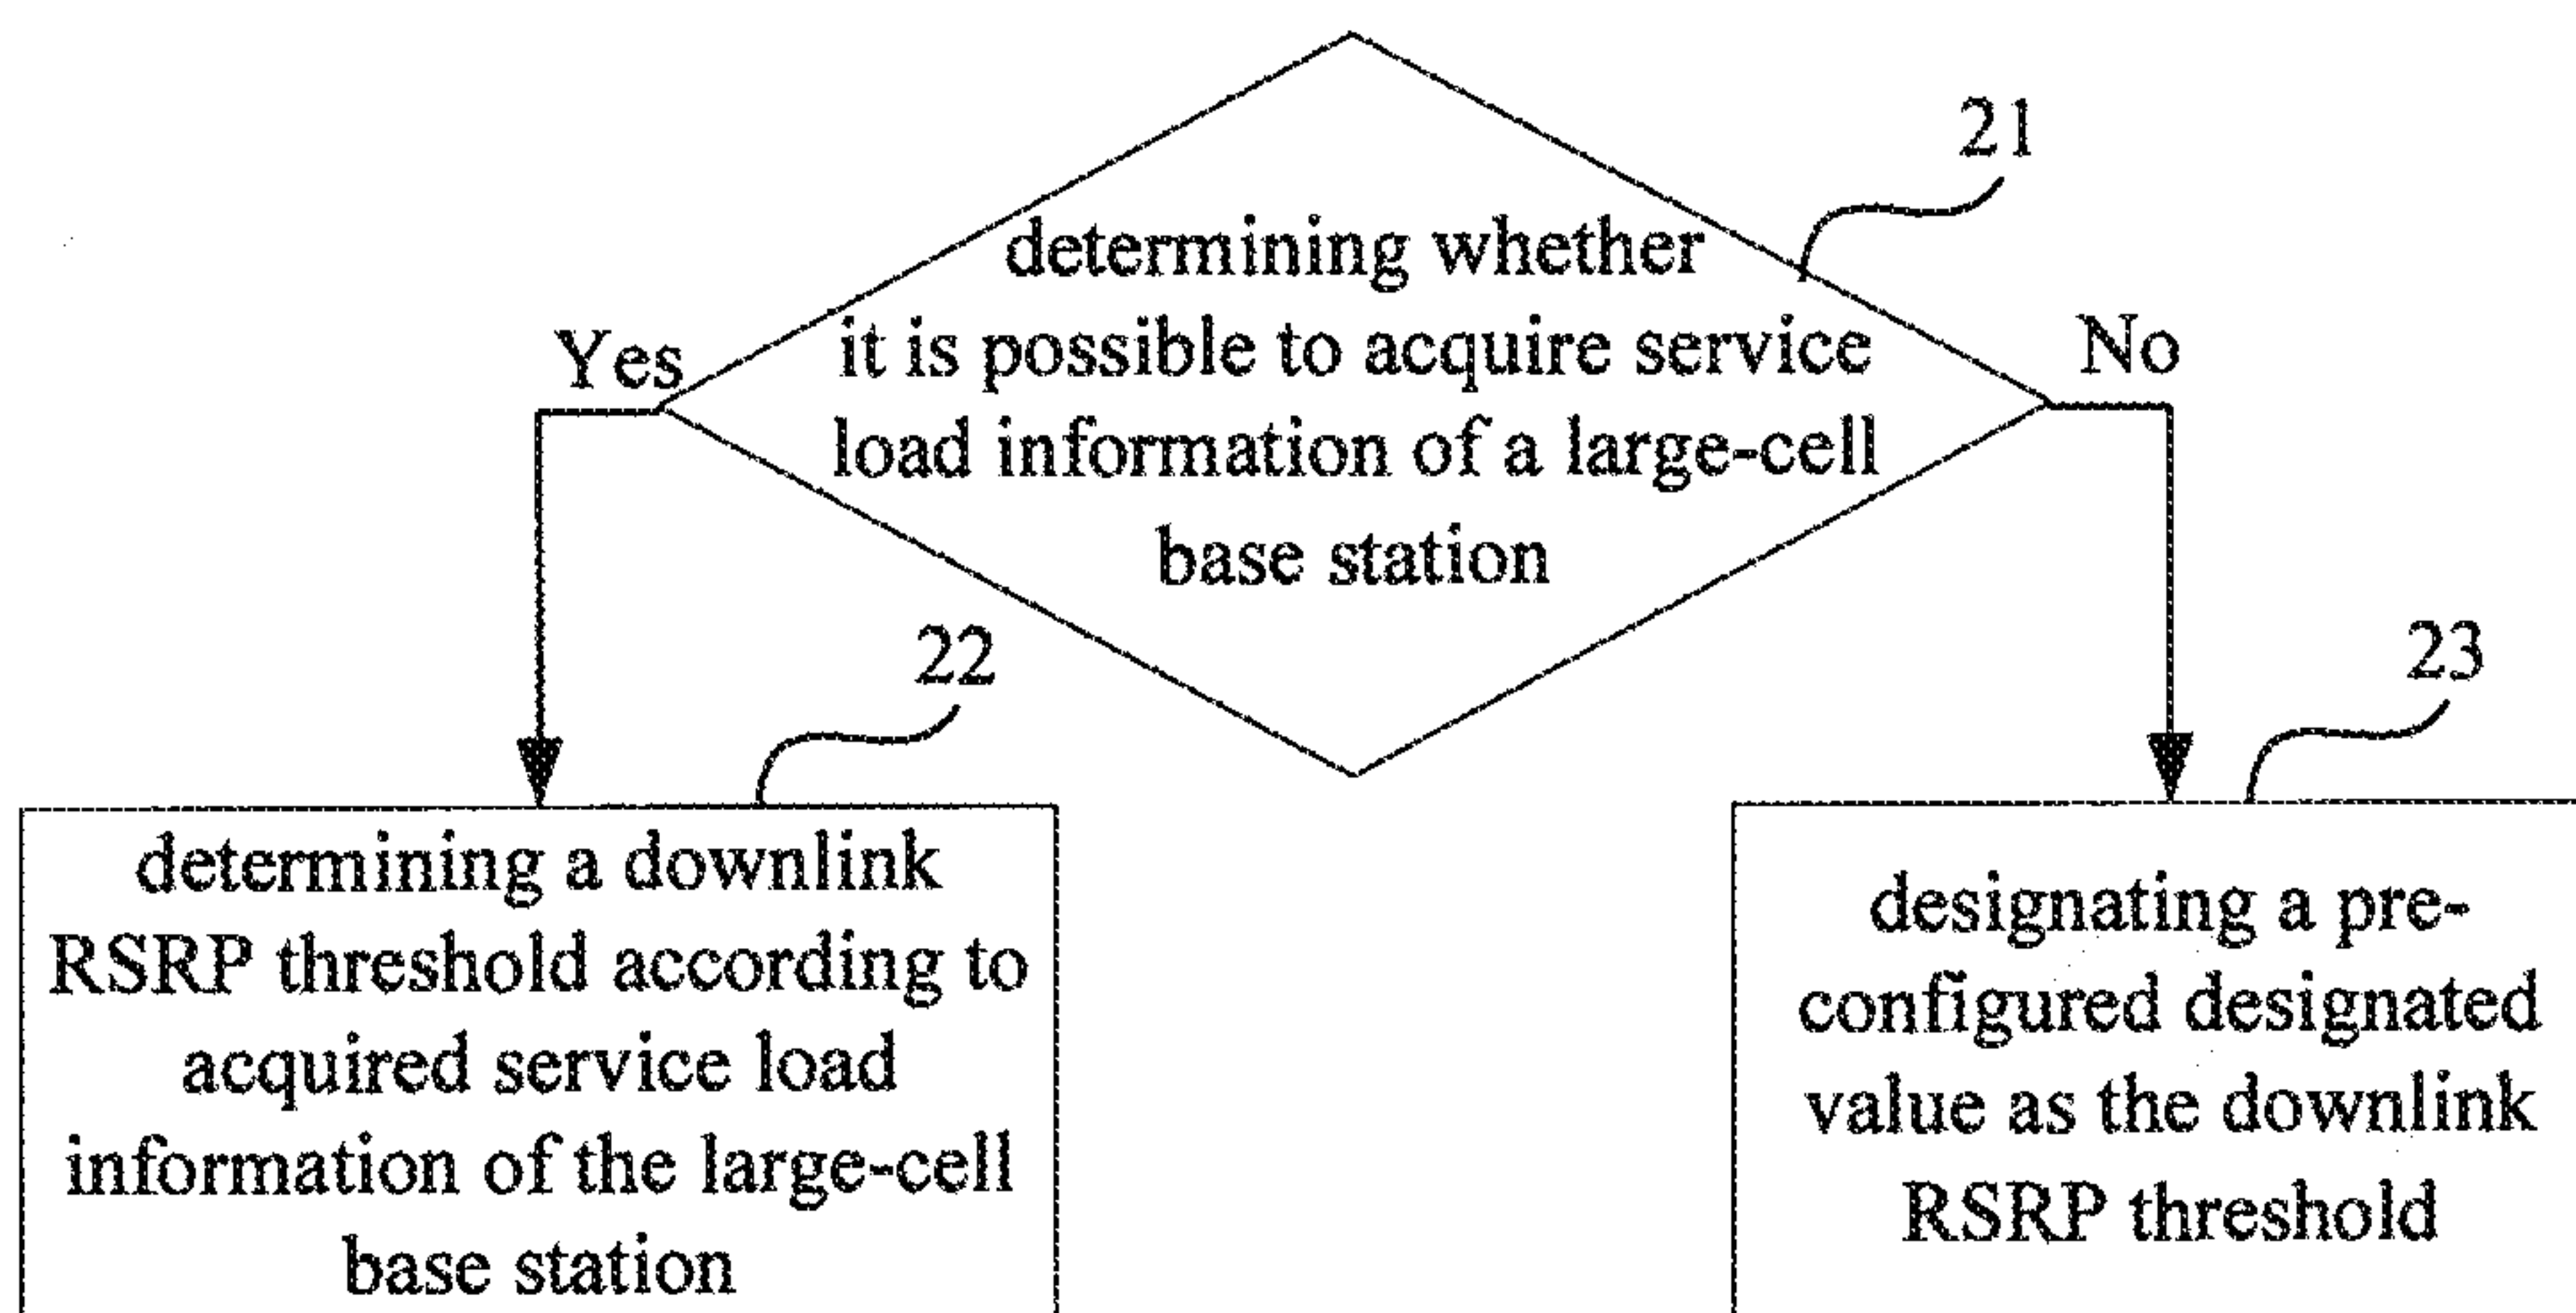 21
determining whether
it is possible to acquire service
load information of a large-cell
base station
Yes
No
22
determining a downlink
RSRP threshold according to
acquired service load
information of the large-cell
base station
23
designating a pre-
configured designated
value as the downlink
RSRP threshold